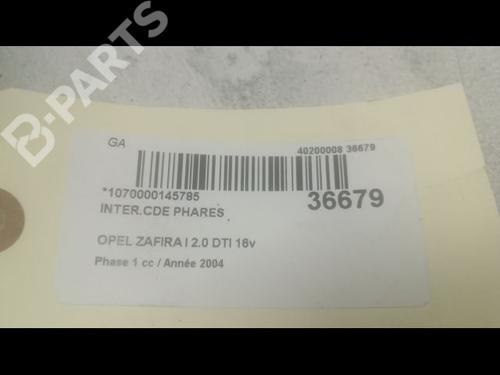 B-PARTS
GA
40200008 36679
*1070000145785
36679
INTER.CDE PHARES
OPEL ZAFIRA I 2.0 DTI 16v
Phase 1 cc / Année 2004